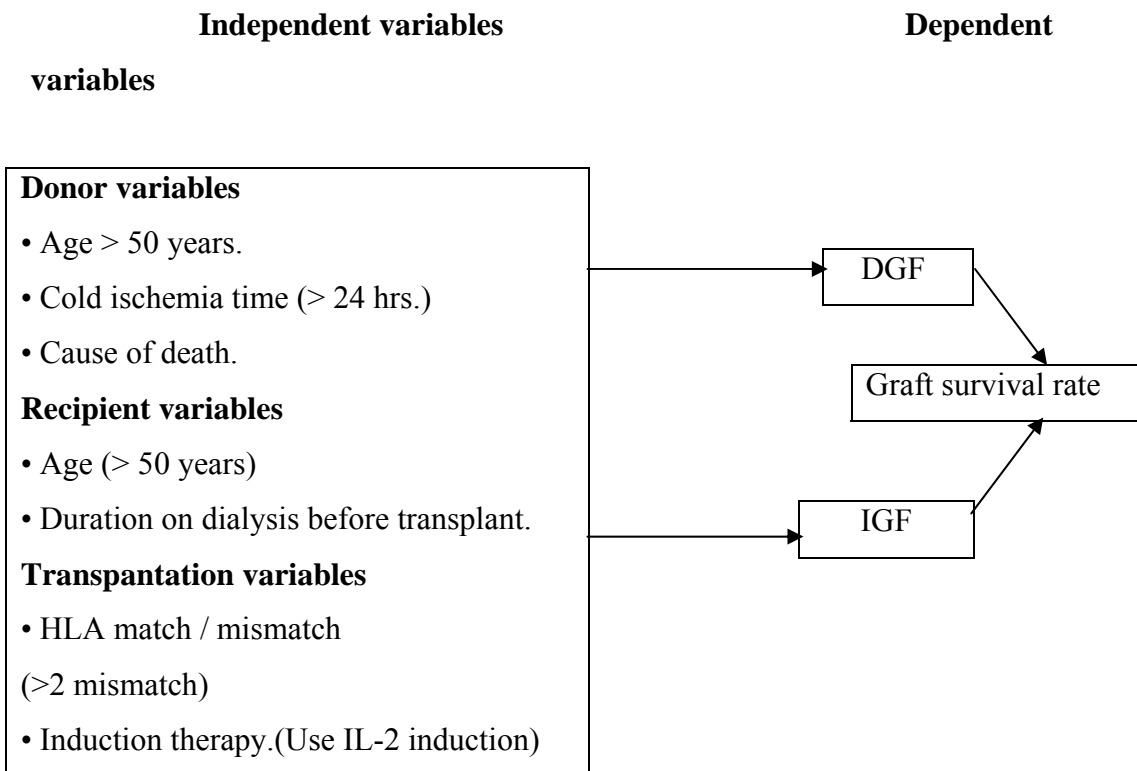 Independent variables Dependent
variables
Donor variables
• Age > 50 years.
• Cold ischemia time (> 24 hrs.)
• Cause of death.
Recipient variables
• Age (> 50 years)
• Duration on dialysis before transplant.
Transpantation variables
• HLA match / mismatch
(>2 mismatch)
• Induction therapy.(Use IL-2 induction)
DGF
Graft survival rate
IGF